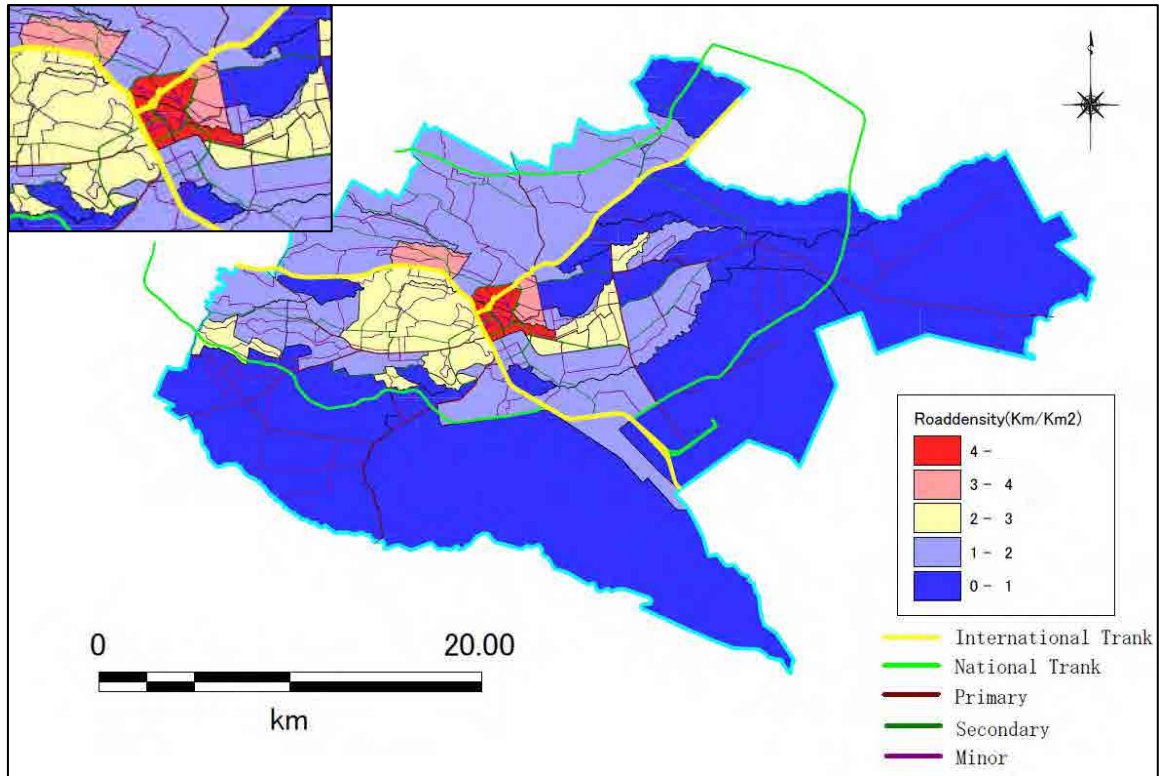 Roaddensity(Km/Km2)
4 -
3 - 4
2 - 3
1 - 2
0 - 1
0 20.00
km
International Trank
National Trank
Primary
Secondary
Minor